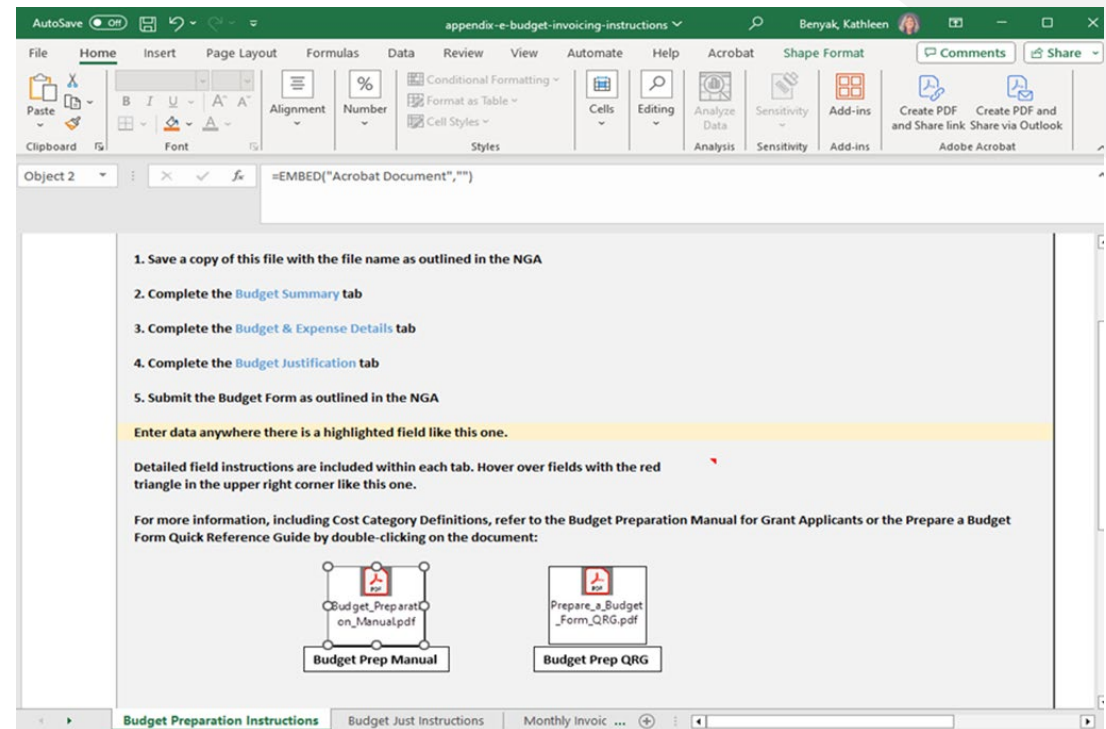 AutoSave Off appendix-e-budget-invoicing-instructions Benyak, Kathleen
File Home Insert Page Layout Formulas Data Review View Automate Help Acrobat Shape Format Comments Share
Paste
B I U A A
A
Alignment
%
Number
Conditional Formatting
Format as Table
Cell Styles
Cells
Editing
Analyze Data
Sensitivity
Add-ins
Create PDF and Share link
Create PDF and Share via Outlook
Clipboard Font Styles Analysis Sensitivity Add-ins Adobe Acrobat
Object 2 fx =EMBED("Acrobat Document","")
1. Save a copy of this file with the file name as outlined in the NGA
2. Complete the Budget Summary tab
3. Complete the Budget & Expense Details tab
4. Complete the Budget Justification tab
5. Submit the Budget Form as outlined in the NGA
Enter data anywhere there is a highlighted field like this one.
Detailed field instructions are included within each tab. Hover over fields with the red
triangle in the upper right corner like this one.
For more information, including Cost Category Definitions, refer to the Budget Preparation Manual for Grant Applicants or the Prepare a Budget
Form Quick Reference Guide by double-clicking on the document:
PDF
Budget_Preparati
on_Manual.pdf
PDF
Prepare_a_Budget
_Form_QRG.pdf
Budget Prep Manual
Budget Prep QRG
Budget Preparation Instructions Budget Just Instructions Monthly Invoic ...